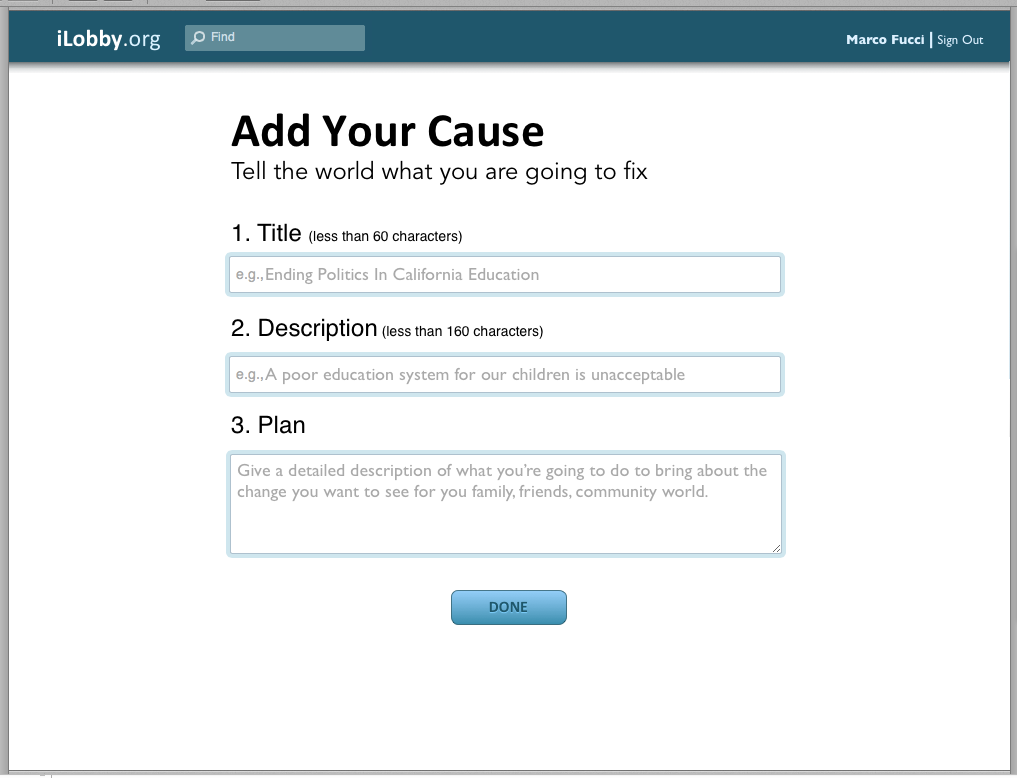 iLobby.org
Find
Marco Fucci | Sign Out
Add Your Cause
Tell the world what you are going to fix
1. Title (less than 60 characters)
e.g.,Ending Politics In California Education
2. Description (less than 160 characters)
e.g.,A poor education system for our children is unacceptable
3. Plan
Give a detailed description of what you're going to do to bring about the
change you want to see for you family, friends, community world.
DONE